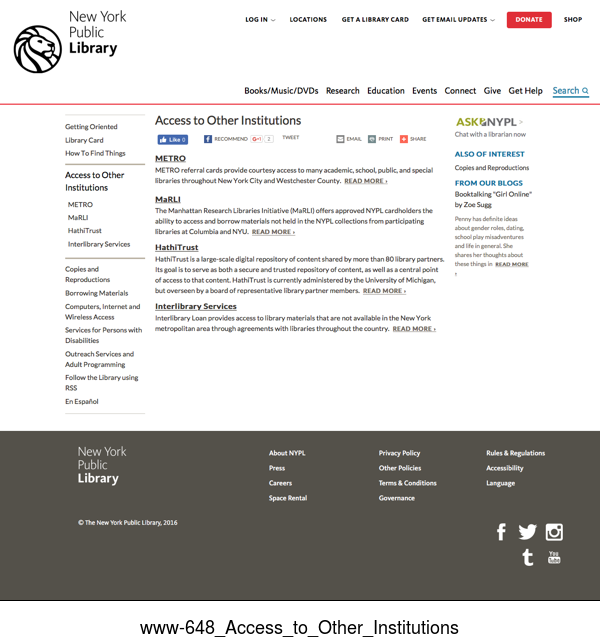 New York
Public
Library
LOG IN
LOCATIONS
GET A LIBRARY CARD
GET EMAIL UPDATES
DONATE
SHOP
Books/Music/DVDs
Research
Education
Events
Connect
Give
Get Help
Search
Getting Oriented
Library Card
How To Find Things
Access to Other
Institutions
METRO
MaRLI
HathiTrust
Interlibrary Services
Copies and
Reproductions
Borrowing Materials
Computers, Internet and
Wireless Access
Services for Persons with
Disabilities
Outreach Services and
Adult Programming
Follow the Library using
RSS
En Español
Access to Other Institutions
Like 0
RECOMMEND
G+1 2
TWEET
EMAIL
PRINT
SHARE
METRO
METRO referral cards provide courtesy access to many academic, school, public, and special
libraries throughout New York City and Westchester County. READ MORE ›
MaRLI
The Manhattan Research Libraries Initiative (MaRLI) offers approved NYPL cardholders the
ability to access and borrow materials not held in the NYPL collections from participating
libraries at Columbia and NYU. READ MORE ›
HathiTrust
HathiTrust is a large-scale digital repository of content shared by more than 80 library partners.
Its goal is to serve as both a secure and trusted repository of content, as well as a central point
of access to that content. HathiTrust is currently administered by the University of Michigan,
but overseen by a board of representative library partner members. READ MORE ›
Interlibrary Services
Interlibrary Loan provides access to library materials that are not available in the New York
metropolitan area through agreements with libraries throughout the country. READ MORE ›
ASK NYPL >
Chat with a librarian now
ALSO OF INTEREST
Copies and Reproductions
FROM OUR BLOGS
Booktalking "Girl Online"
by Zoe Sugg
Penny has definite ideas
about gender roles, dating,
school play misadventures
and life in general. She
shares her thoughts about
these things in READ MORE
›
New York
Public
Library
About NYPL
Press
Careers
Space Rental
Privacy Policy
Other Policies
Terms & Conditions
Governance
Rules & Regulations
Accessibility
Language
© The New York Public Library, 2016
You
Tube
www-648_Access_to_Other_Institutions